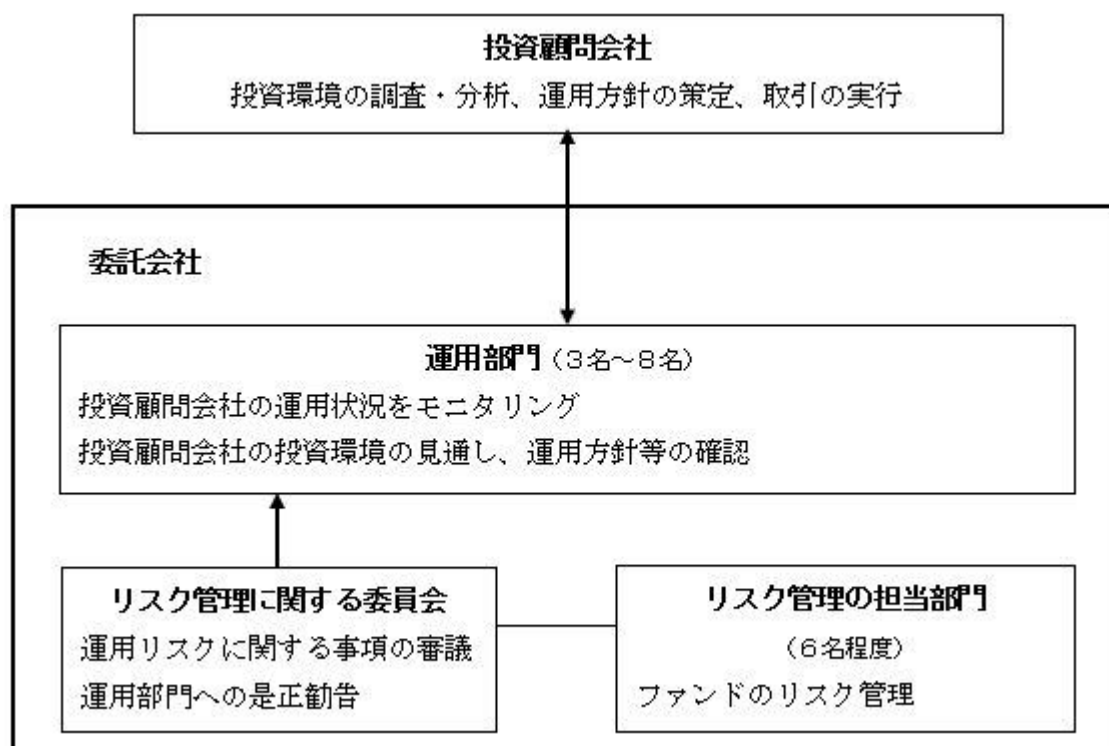 投資顧問会社
投資環境の調査・分析、運用方針の策定、取引の実行
委託会社
運用部門（３名～８名）
投資顧問会社の運用状況をモニタリング
投資顧問会社の投資環境の見通し、運用方針等の確認
リスク管理に関する委員会
運用リスクに関する事項の審議
運用部門への是正勧告
リスク管理の担当部門
（６名程度）
ファンドのリスク管理